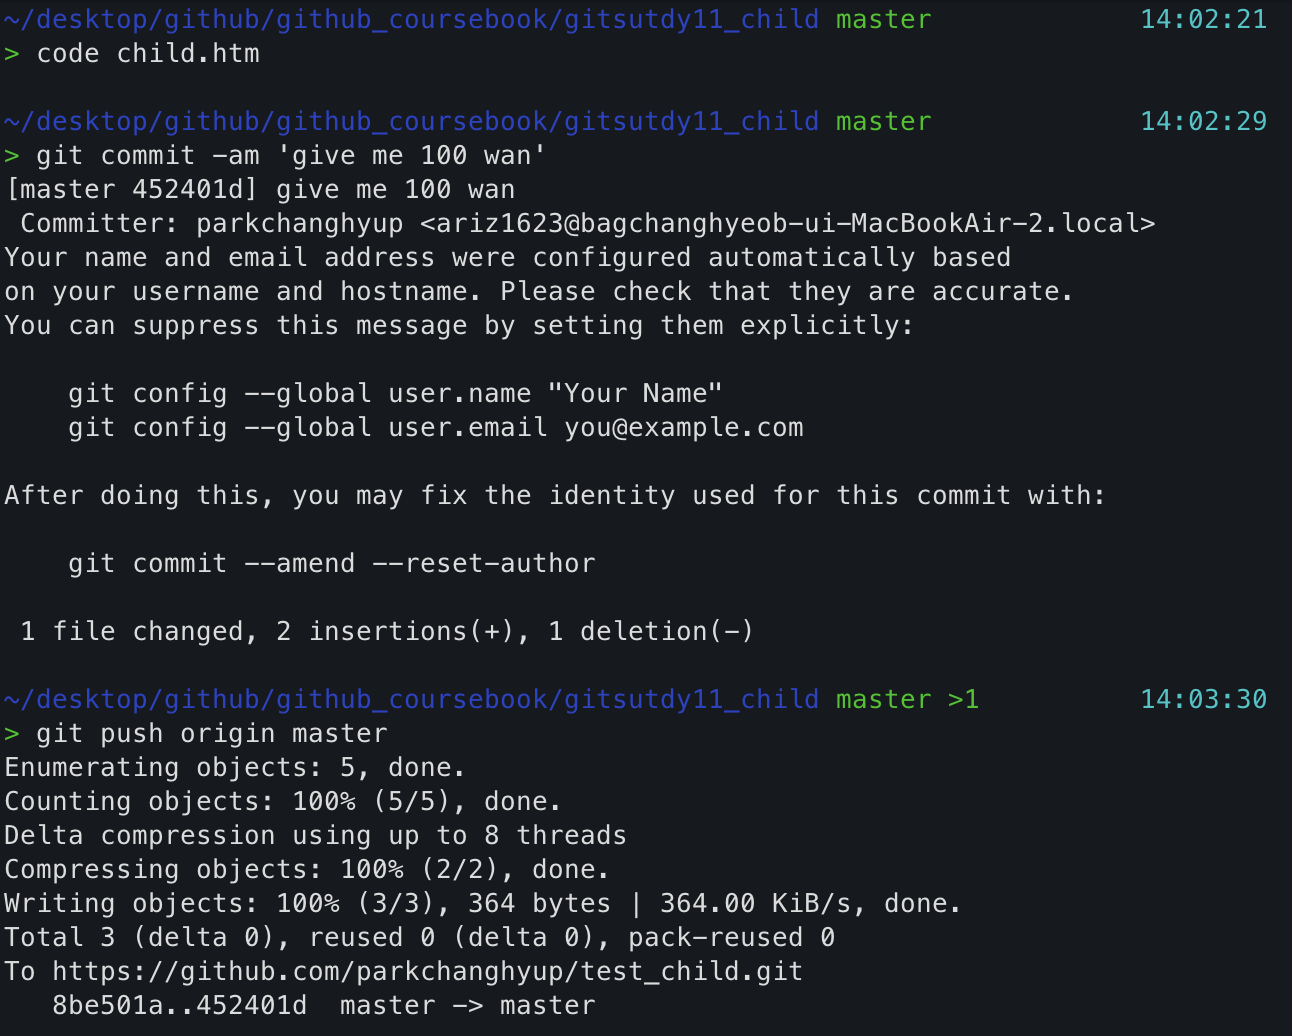 ~/desktop/github/github_coursebook/gitsutdy11_child master 14:02:21
> code child.htm
~/desktop/github/github_coursebook/gitsutdy11_child master 14:02:29
> git commit -am 'give me 100 wan'
[master 452401d] give me 100 wan
Committer: parkchanghyup <ariz1623@bagchanghyeob-ui-MacBookAir-2.local>
Your name and email address were configured automatically based
on your username and hostname. Please check that they are accurate.
You can suppress this message by setting them explicitly:
git config --global user.name "Your Name"
git config --global user.email you@example.com
After doing this, you may fix the identity used for this commit with:
git commit --amend --reset-author
1 file changed, 2 insertions(+), 1 deletion(-)
~/desktop/github/github_coursebook/gitsutdy11_child master >1 14:03:30
> git push origin master
Enumerating objects: 5, done.
Counting objects: 100% (5/5), done.
Delta compression using up to 8 threads
Compressing objects: 100% (2/2), done.
Writing objects: 100% (3/3), 364 bytes | 364.00 KiB/s, done.
Total 3 (delta 0), reused 0 (delta 0), pack-reused 0
To https://github.com/parkchanghyup/test_child.git
8be501a..452401d master -> master